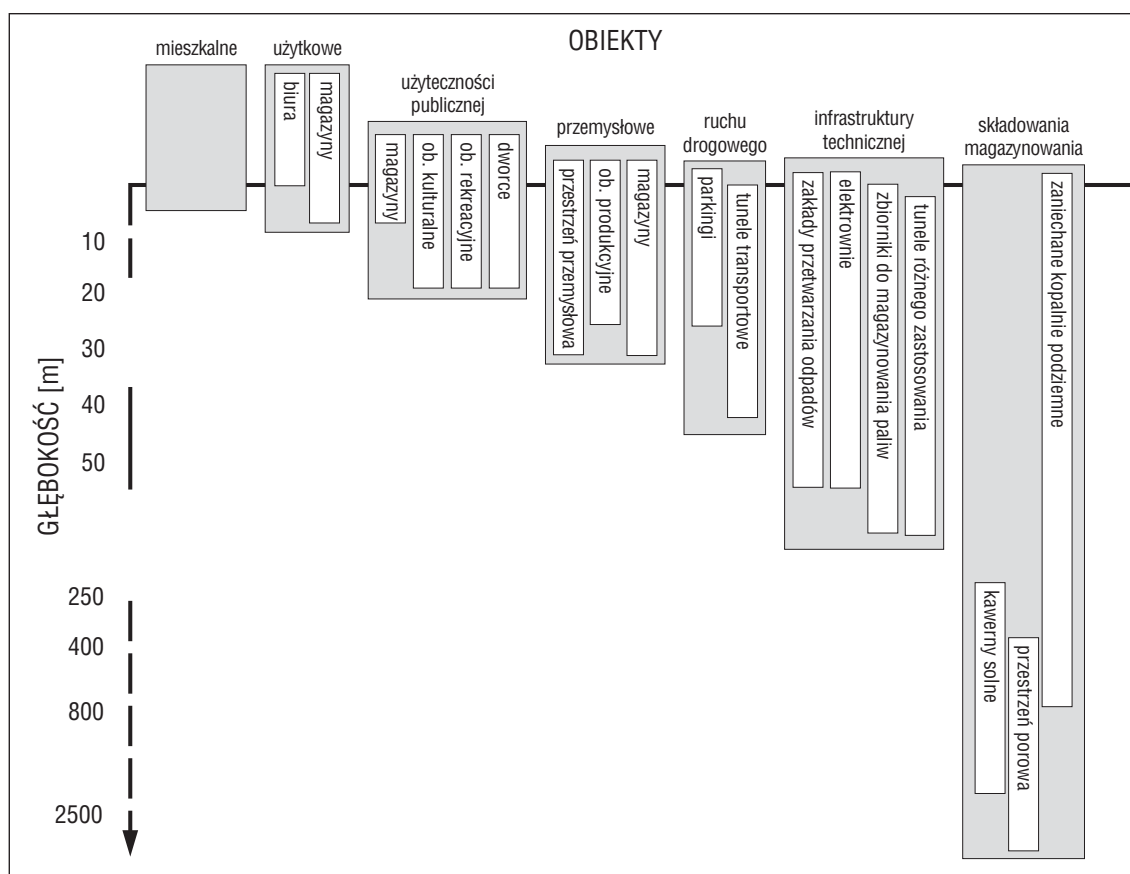 OBIEKTY
mieszkalne
użytkowe
biura
magazyny
użyteczności
publicznej
magazyny
ob. kulturalne
ob. rekreacyjne
dworce
przemysłowe
przestrzeń przemysłowa
ob. produkcyjne
magazyny
ruchu
drogowego
parkingi
tunele transportowe
infrastruktury
technicznej
zakłady przetwarzania odpadów
elektrownie
zbiorniki do magazynowania paliw
tunele różnego zastosowania
składowania
magazynowania
kawerny solne
przestrzeń porowa
zaniechane kopalnie podziemne
GŁĘBOKOŚĆ [m]
10
20
30
40
50
250
400
800
2500